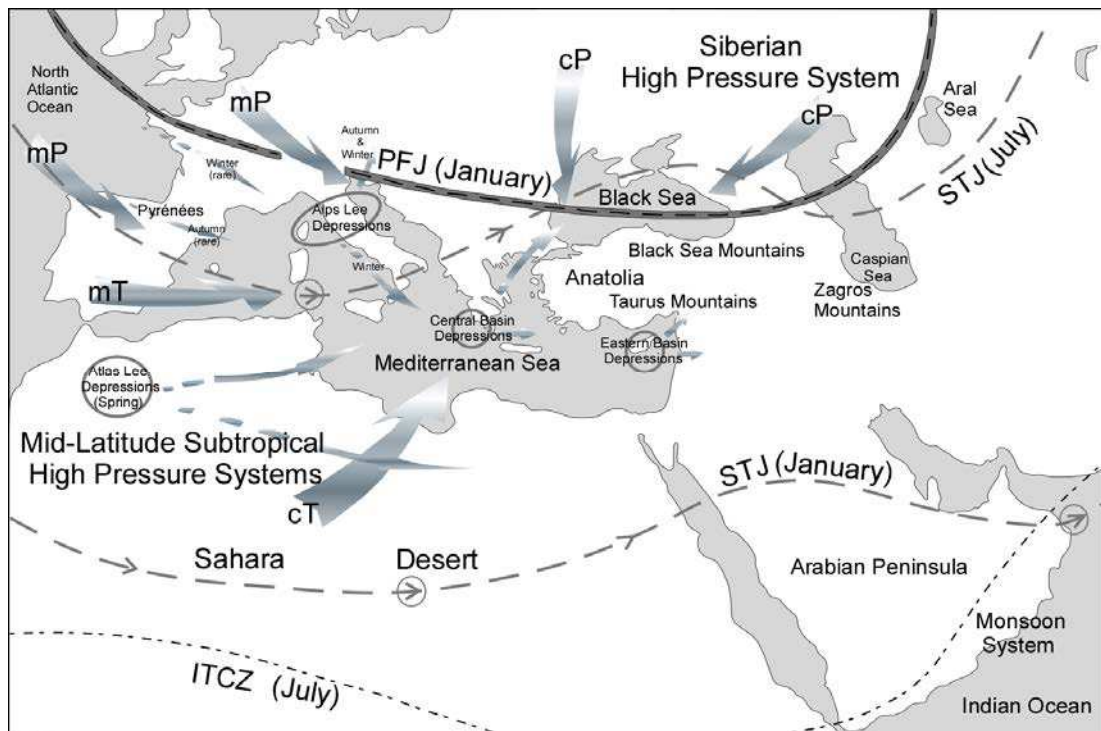 North
Atlantic
Ocean
mP
mP
cP
Siberian
High Pressure System
cP
Aral
Sea
STJ (July)
Autumn
&
Winter
Winter
(rare)
PFJ (January)
Black Sea
Pyrénées
Autumn
(rare)
Alps Lee
Depressions
Black Sea Mountains
Caspian
Sea
Winter
Anatolia
mT
Taurus Mountains
Zagros
Mountains
Central Basin
Depressions
Eastern Basin
Depressions
Mediterranean Sea
Atlas Lee
Depressions
(Spring)
Mid-Latitude Subtropical
High Pressure Systems
cT
STJ (January)
Sahara
Desert
Arabian Peninsula
Monsoon
System
ITCZ (July)
Indian Ocean